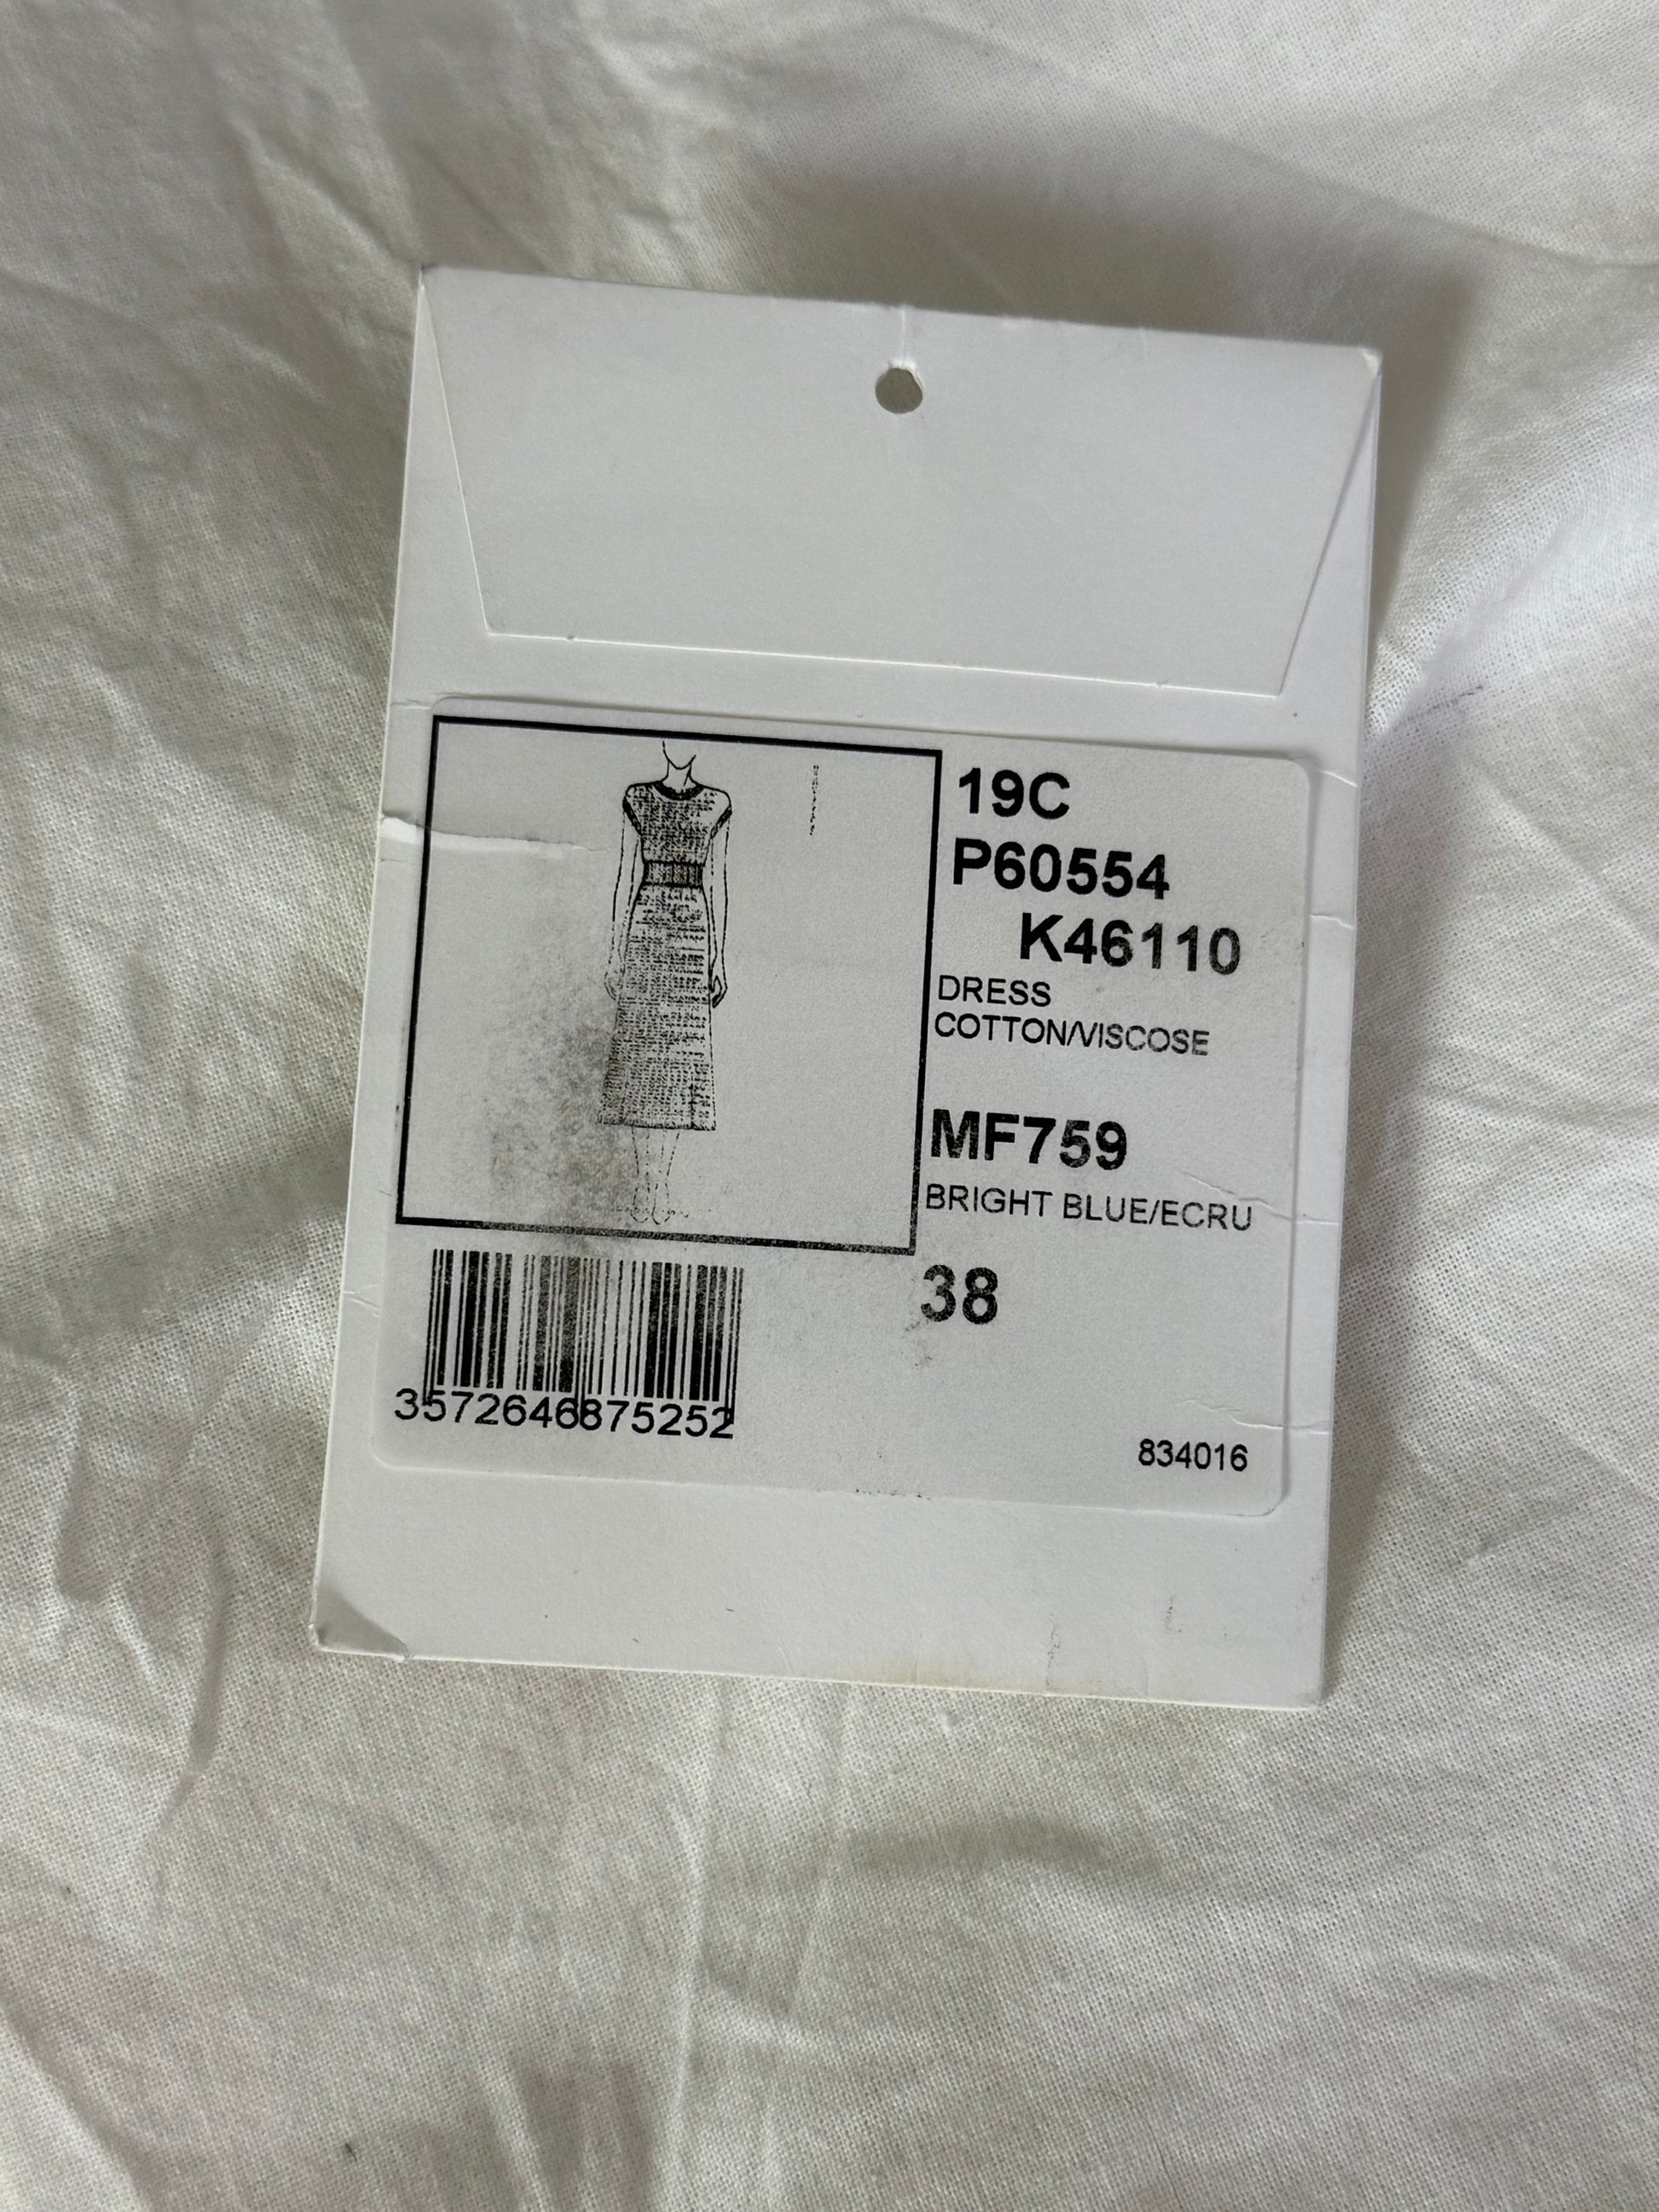 19C
P60554
K46110
DRESS
COTTON/VISCOSE
MF759
BRIGHT BLUE/ECRU
38
3572646875252
834016